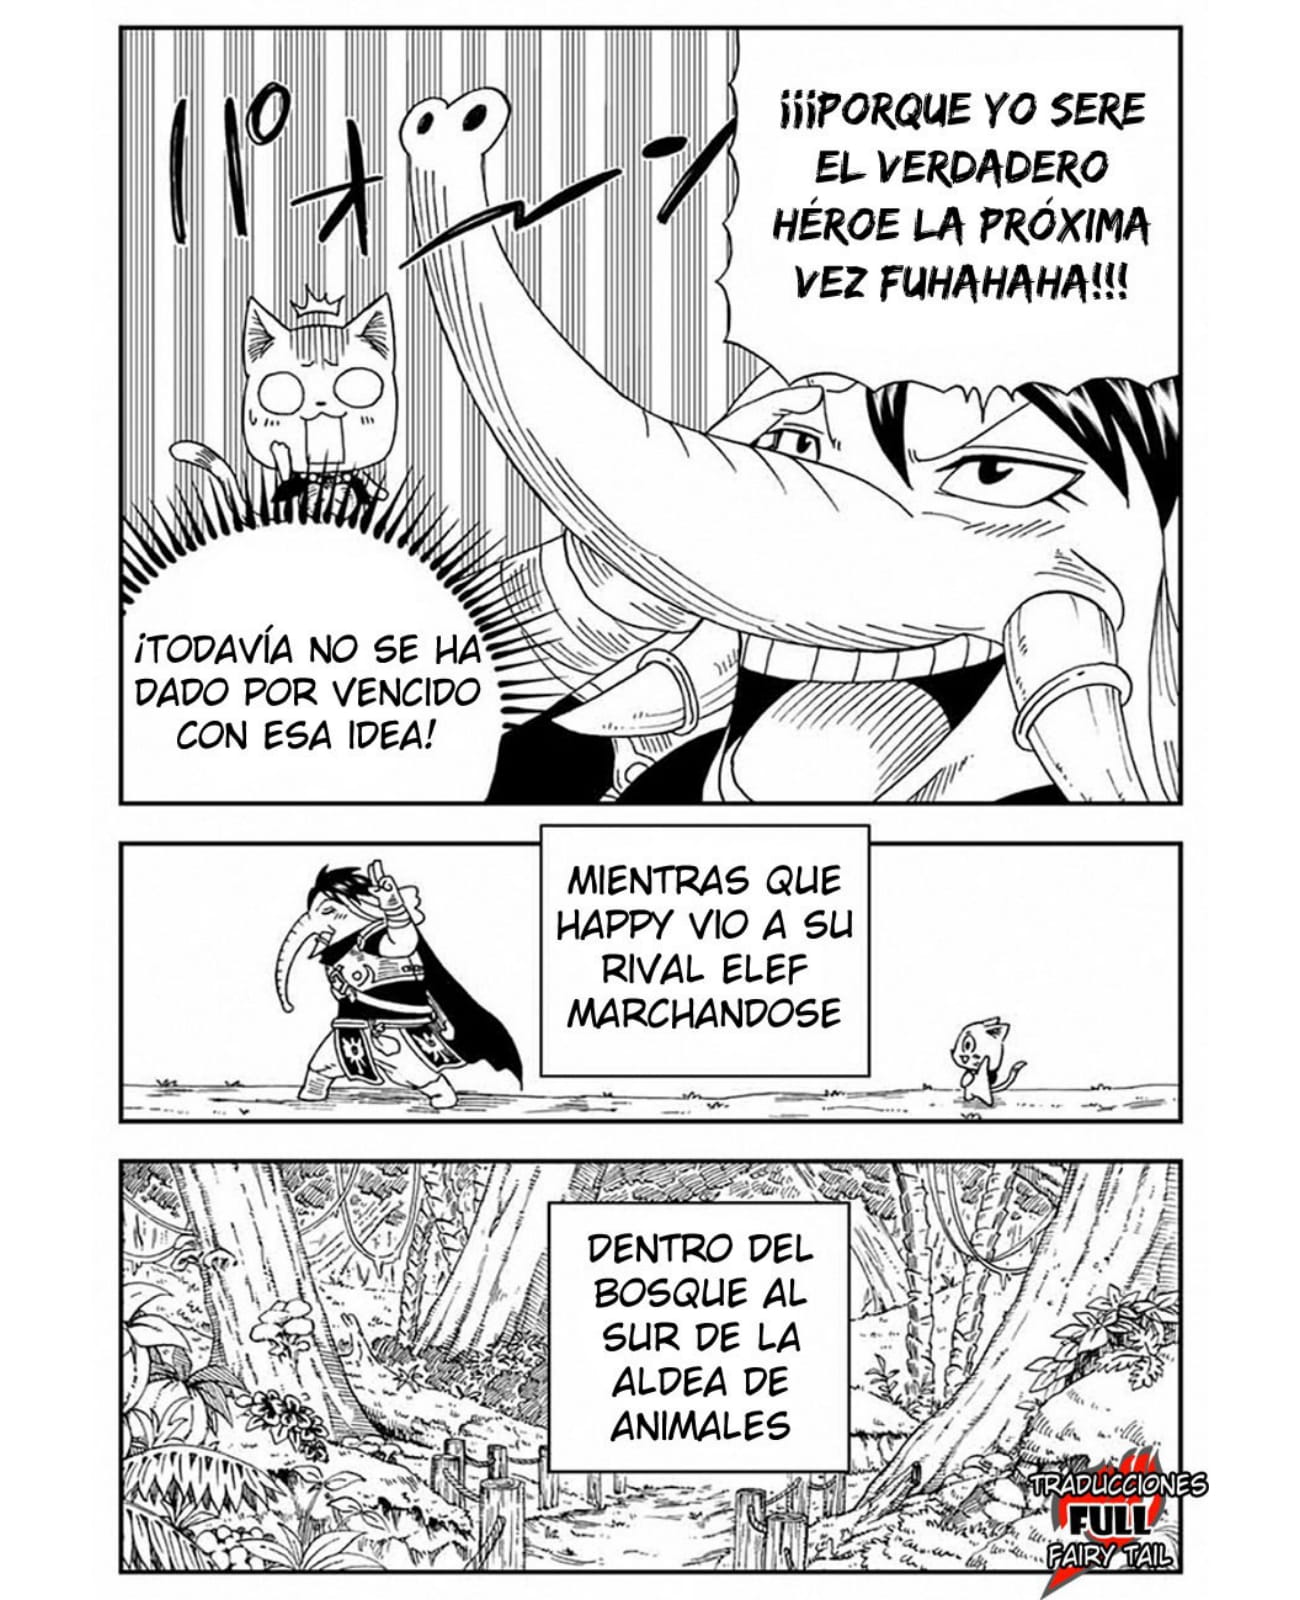 ¡¡¡PORQUE YO SERE
EL VERDADERO
HÉROE LA PRÓXIMA
VEZ FUHAHAHA!!!
パオーン
¡TODAVÍA NO SE HA
DADO POR VENCIDO
CON ESA IDEA!
MIENTRAS QUE
HAPPY VIO A SU
RIVAL ELEF
MARCHANDOSE
DENTRO DEL
BOSQUE AL
SUR DE LA
ALDEA DE
ANIMALES
TRADUCCIONES
FULL
FAIRY TAIL